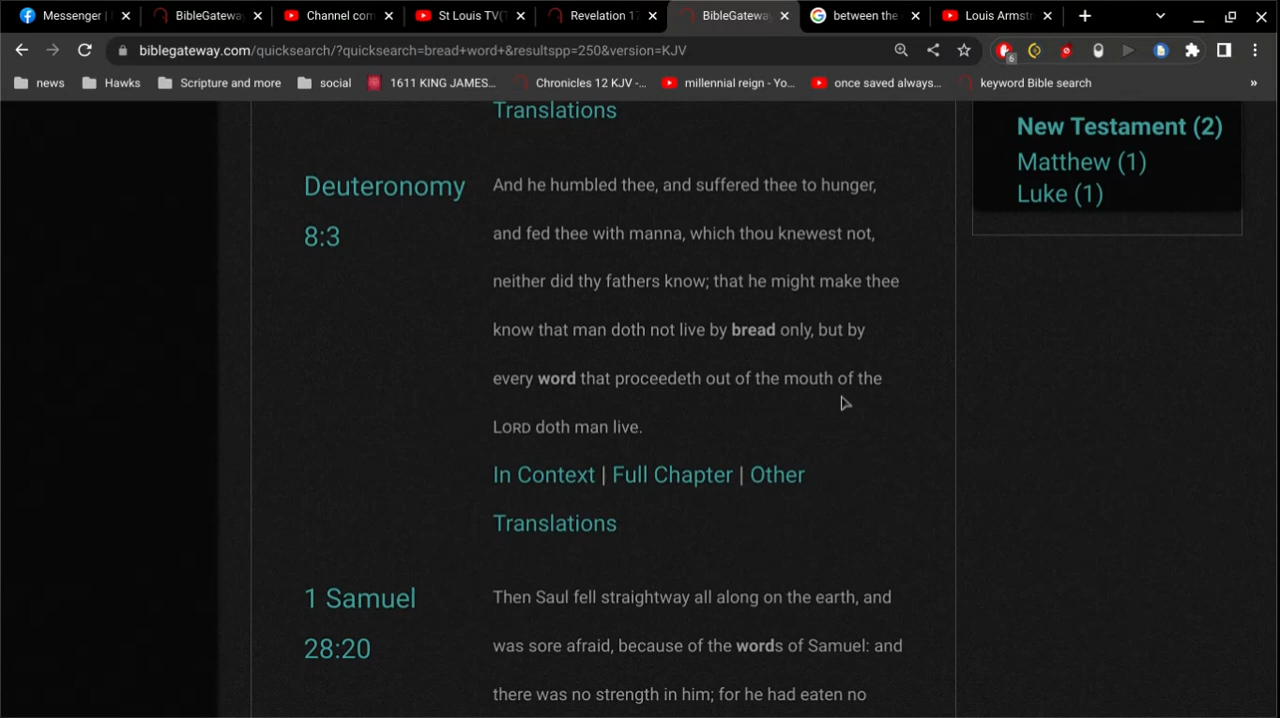 Messenger |
BibleGateway
Channel com
St Louis TV(T
Revelation 17
BibleGateway
between the
Louis Armstr
biblegateway.com/quicksearch/?quicksearch=bread+word+&resultspp=250&version=KJV
6
news
Hawks
Scripture and more
social
1611 KING JAMES...
Chronicles 12 KJV -...
millennial reign - Yo...
once saved always...
keyword Bible search
»
Translations
New Testament (2)
Matthew (1)
Luke (1)
Deuteronomy
8:3
And he humbled thee, and suffered thee to hunger,
and fed thee with manna, which thou knewest not,
neither did thy fathers know; that he might make thee
know that man doth not live by bread only, but by
every word that proceedeth out of the mouth of the
LORD doth man live.
In Context | Full Chapter | Other
Translations
1 Samuel
28:20
Then Saul fell straightway all along on the earth, and
was sore afraid, because of the words of Samuel: and
there was no strength in him; for he had eaten no